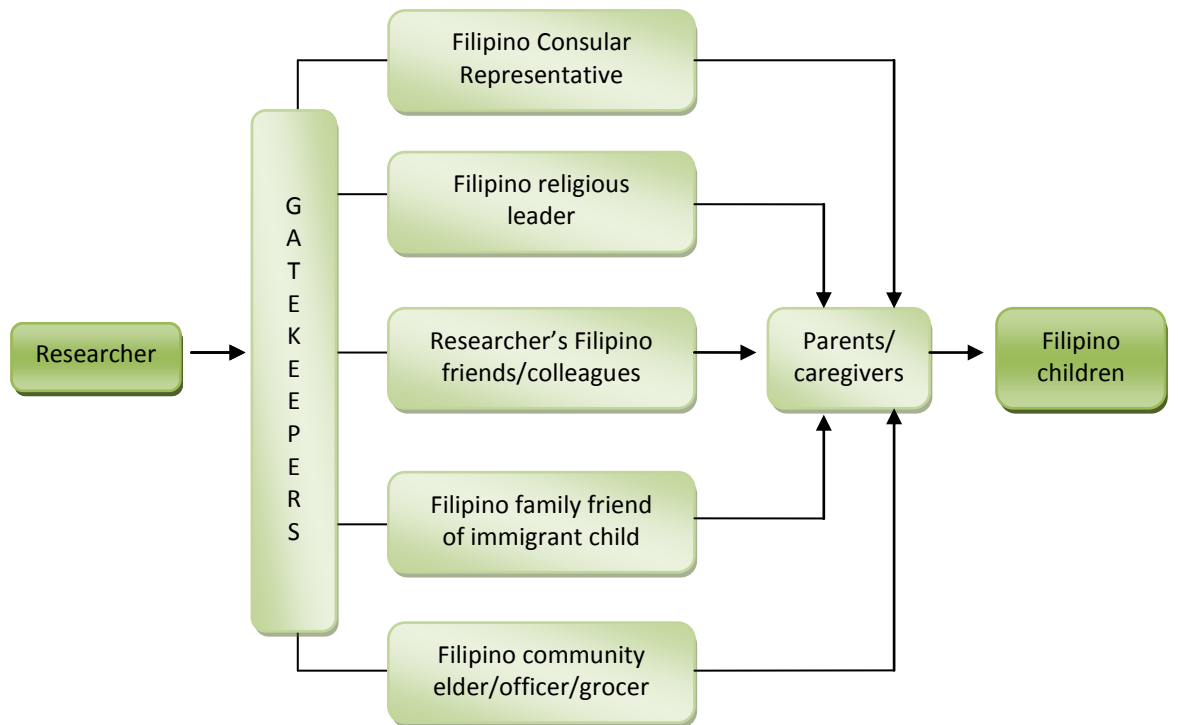 Researcher
G
A
T
E
K
E
E
P
E
R
S
Filipino Consular
Representative
Filipino religious
leader
Researcher’s Filipino
friends/colleagues
Filipino family friend
of immigrant child
Filipino community
elder/officer/grocer
Parents/
caregivers
Filipino
children